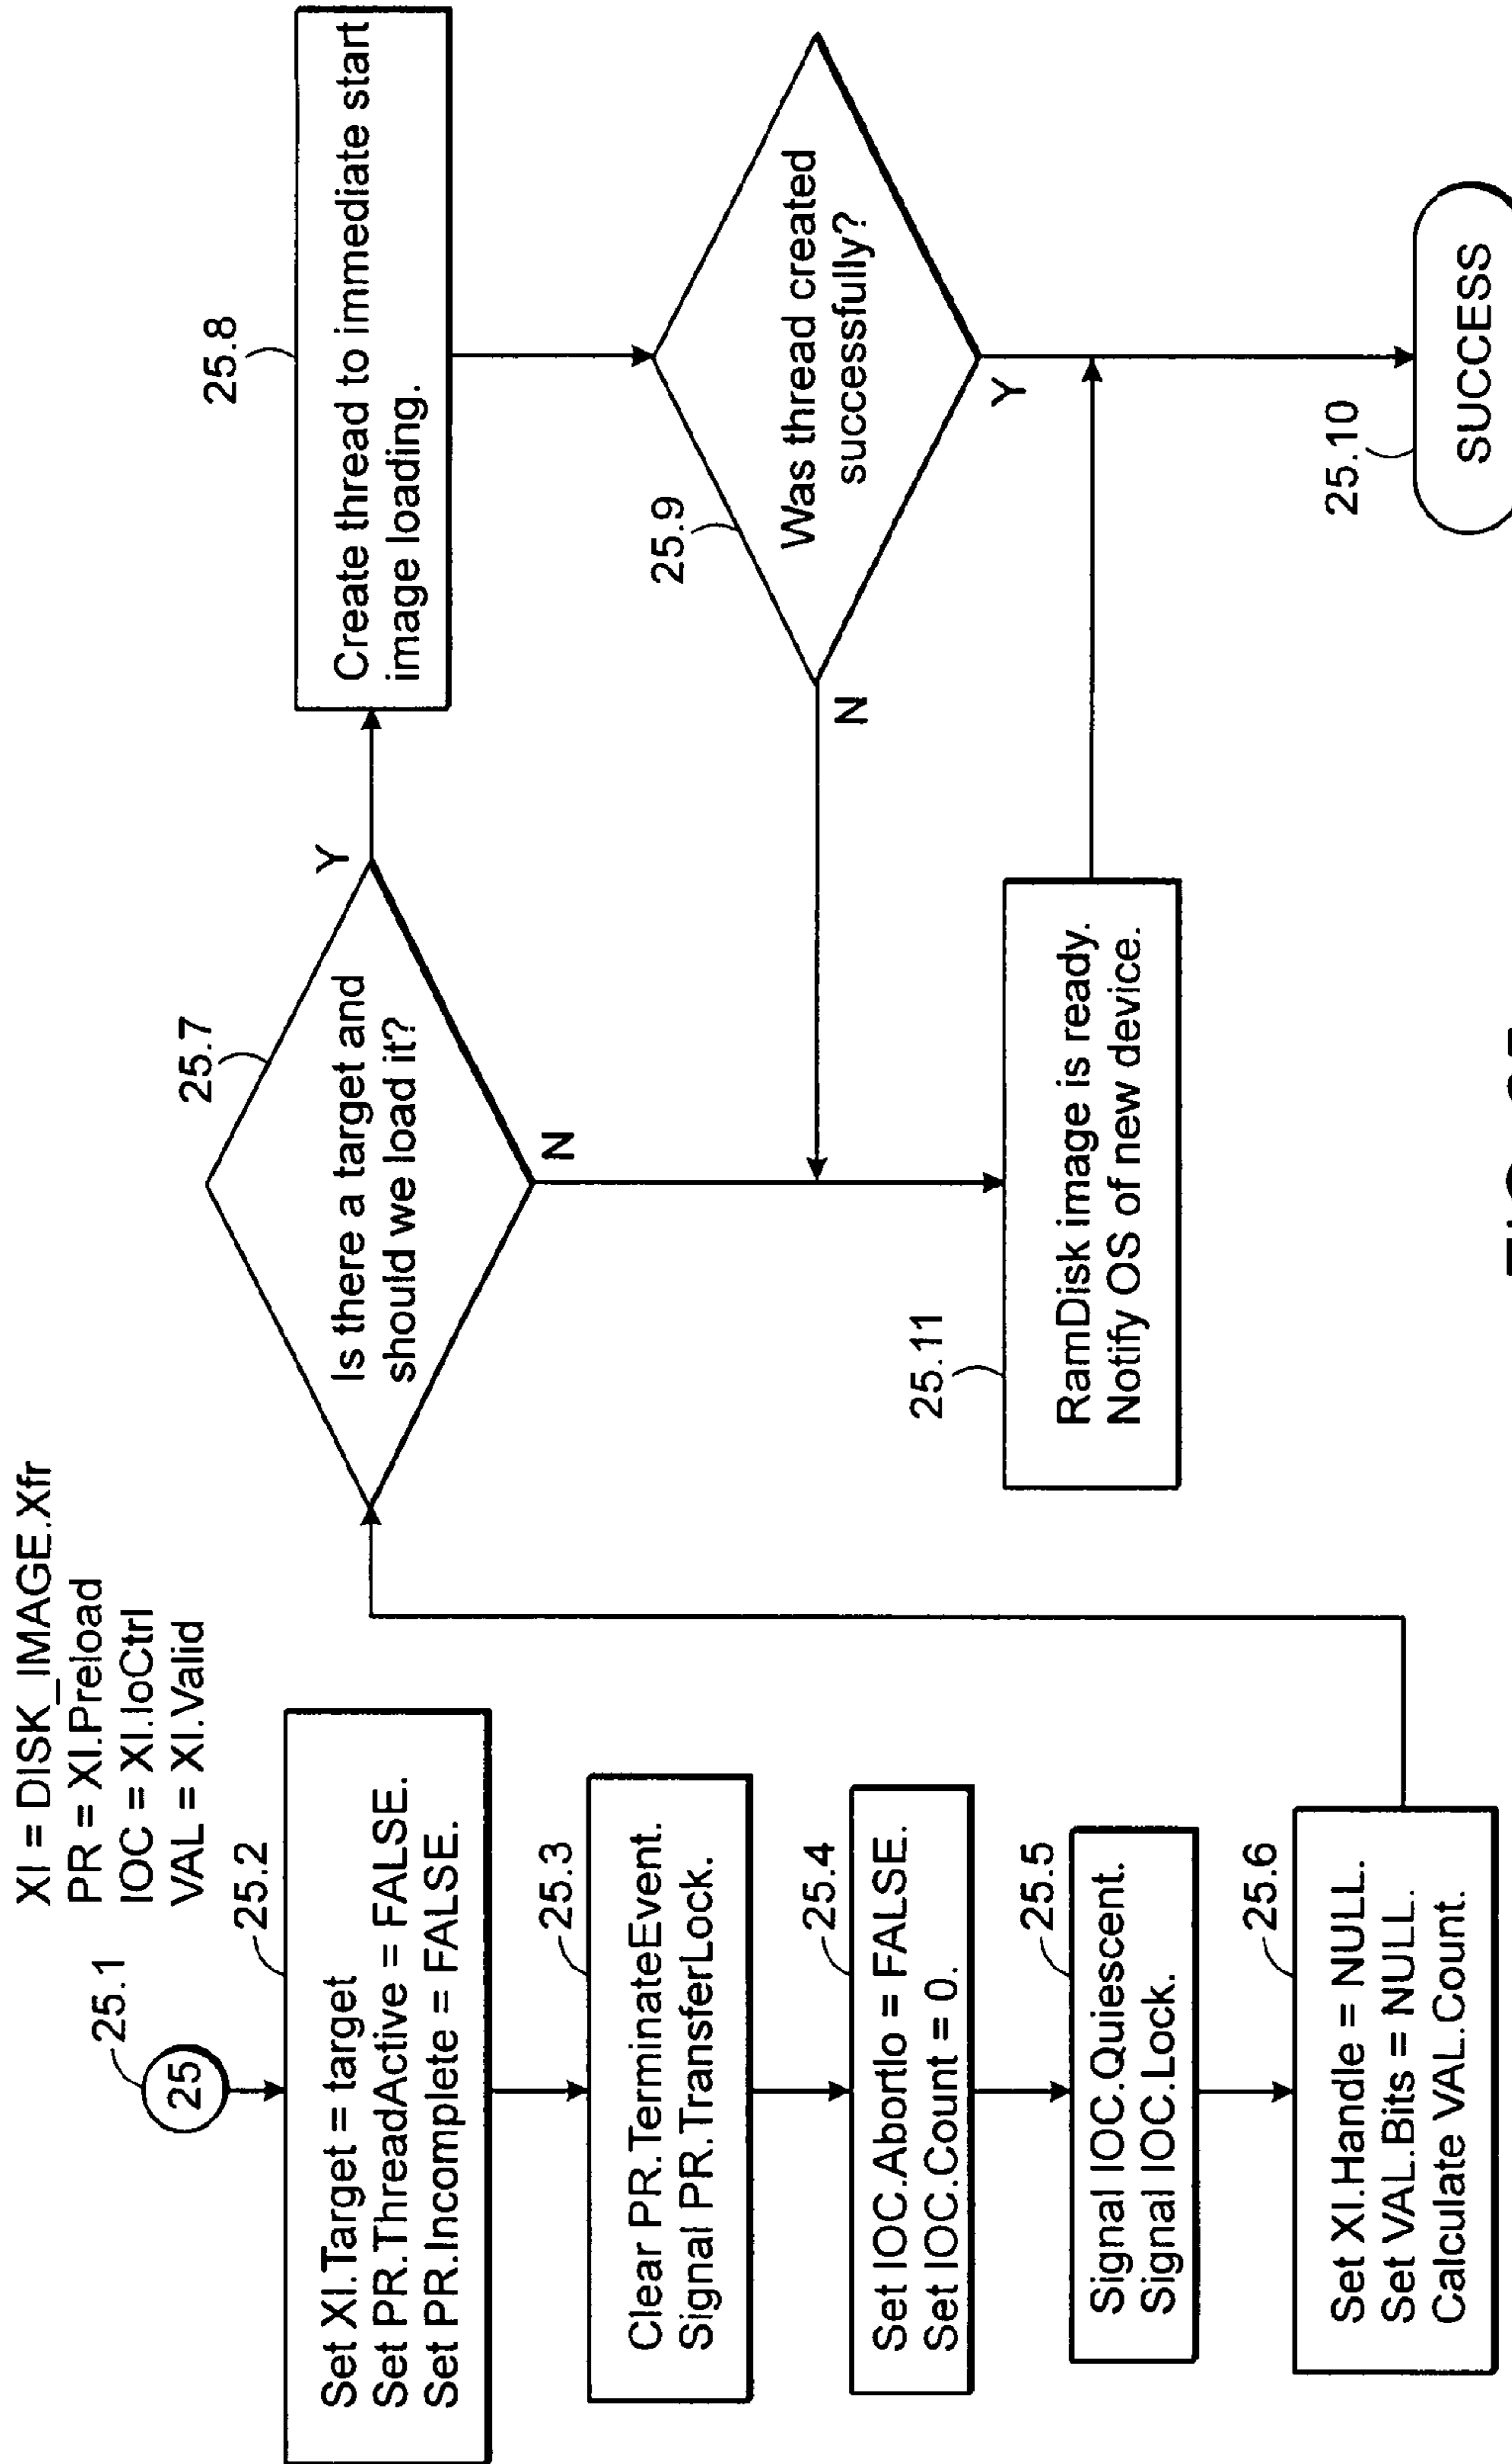 XI = DISK_IMAGE.Xfr
PR = XI.Preload
IOC = XI.IoCtrl
VAL = XI.Valid
25.1
25
25.2
Set XI.Target = target
Set PR.ThreadActive = FALSE.
Set PR.Incomplete = FALSE.
25.3
Clear PR.TerminateEvent.
Signal PR.TransferLock.
25.4
Set IOC.AbortIo = FALSE.
Set IOC.Count = 0.
25.5
Signal IOC.Quiescent.
Signal IOC.Lock.
25.6
Set XI.Handle = NULL.
Set VAL.Bits = NULL.
Calculate VAL.Count.
25.7
Is there a target and
should we load it?
Y
N
25.8
Create thread to immediate start
image loading.
25.9
Was thread created
successfully?
N
Y
25.11
RamDisk image is ready.
Notify OS of new device.
25.10
SUCCESS